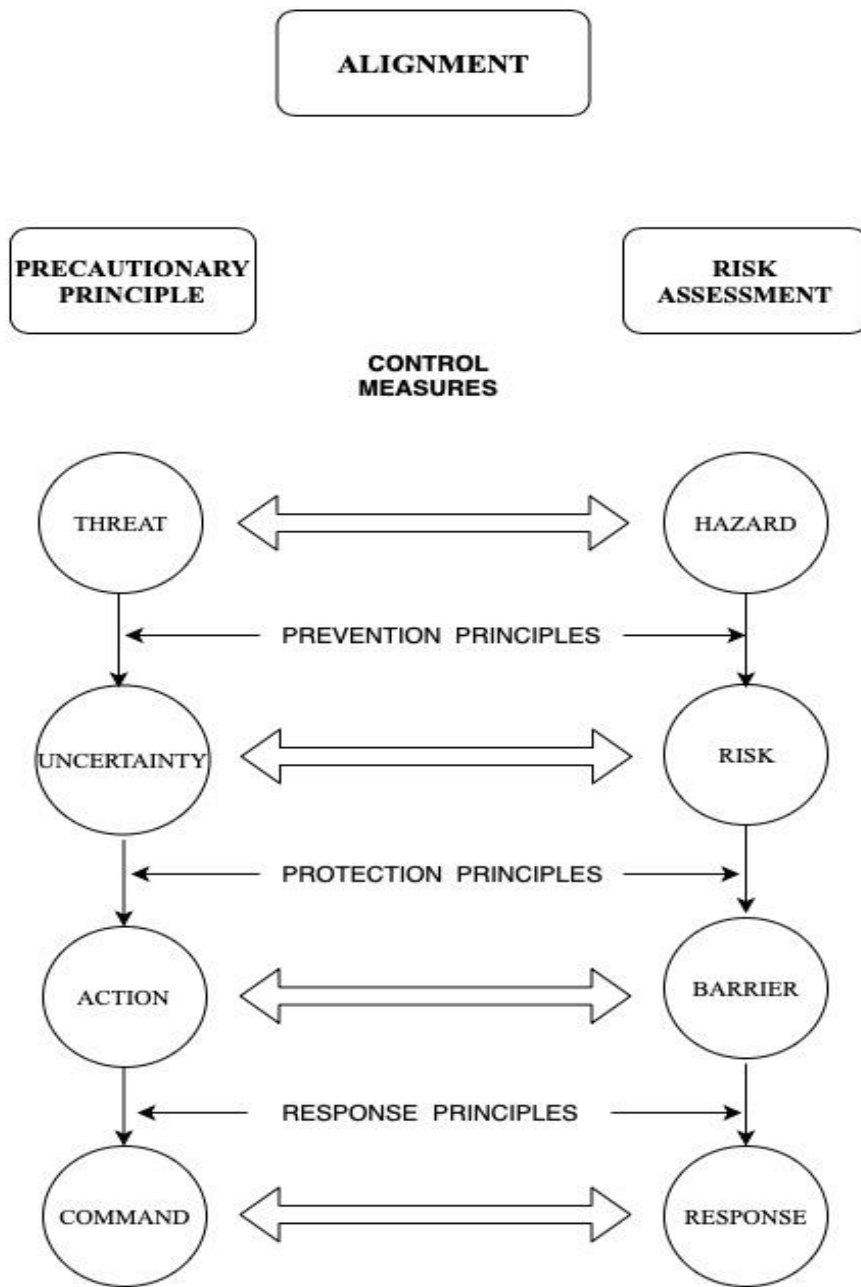 ALIGNMENT
PRECAUTIONARY
PRINCIPLE
RISK
ASSESSMENT
CONTROL
MEASURES
THREAT
HAZARD
PREVENTION PRINCIPLES
UNCERTAINTY
RISK
PROTECTION PRINCIPLES
ACTION
BARRIER
RESPONSE PRINCIPLES
COMMAND
RESPONSE